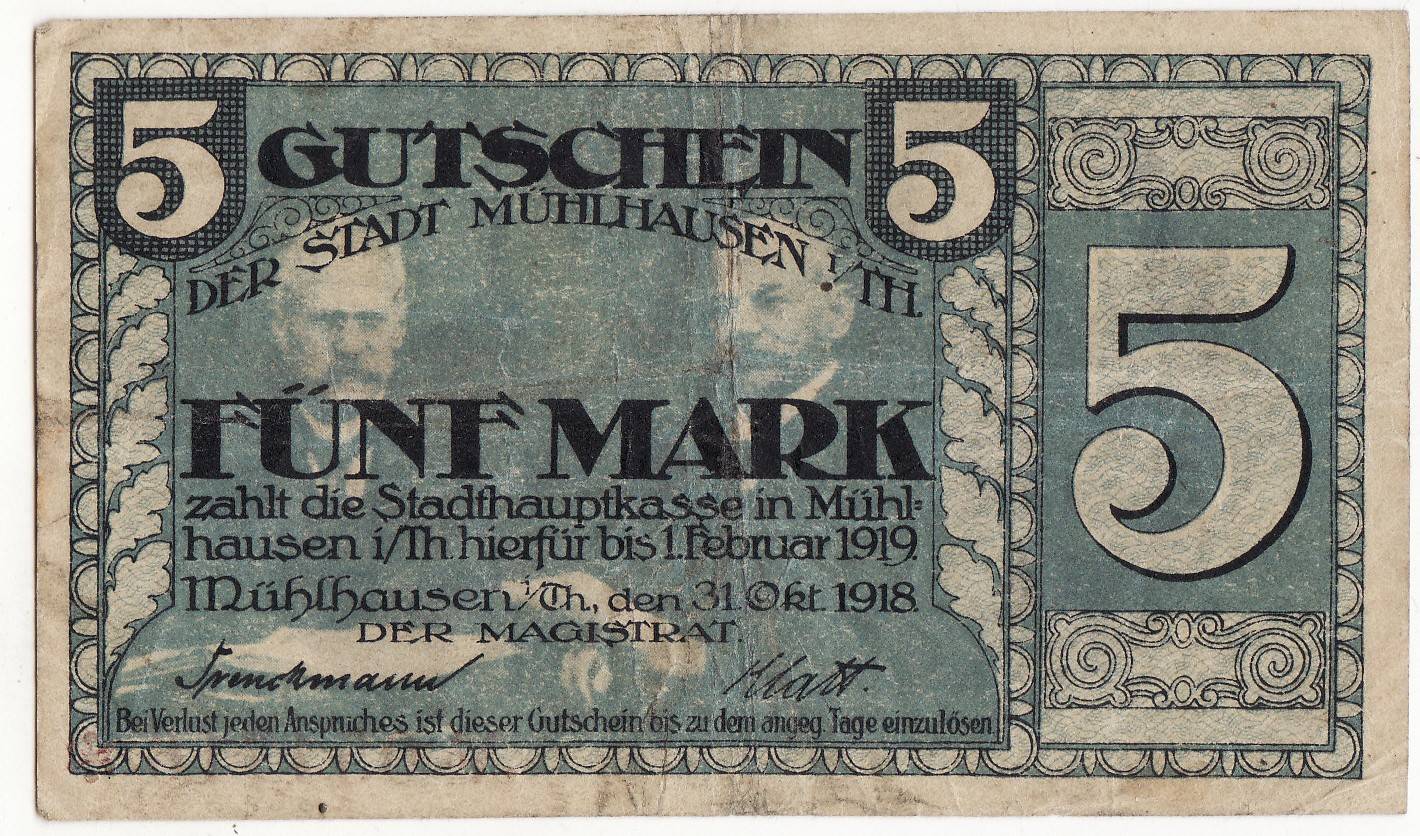 5 GUTSCHEIN 5
DER STADT MÜHLHAUSEN i/TH.
5
FÜNF MARK
zahlt die Stadthauptkasse in Mühl=
hausen i/Th. hierfür bis 1. Februar 1919.
Mühlhausen i/Th., den 31. Okt. 1918.
DER MAGISTRAT.
Trenckmann Klatt.
Bei Verlust jeden Anspruches ist dieser Gutschein bis zu dem angeg. Tage einzulösen.